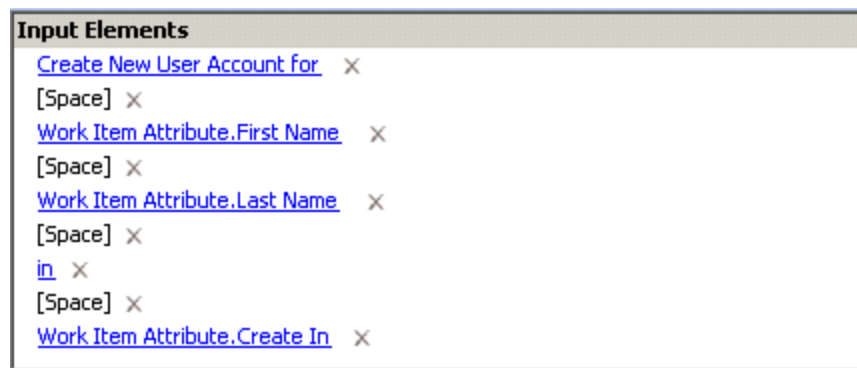 Input Elements
Create New User Account for
[Space]
Work Item Attribute.First Name
[Space]
Work Item Attribute.Last Name
[Space]
in
[Space]
Work Item Attribute.Create In